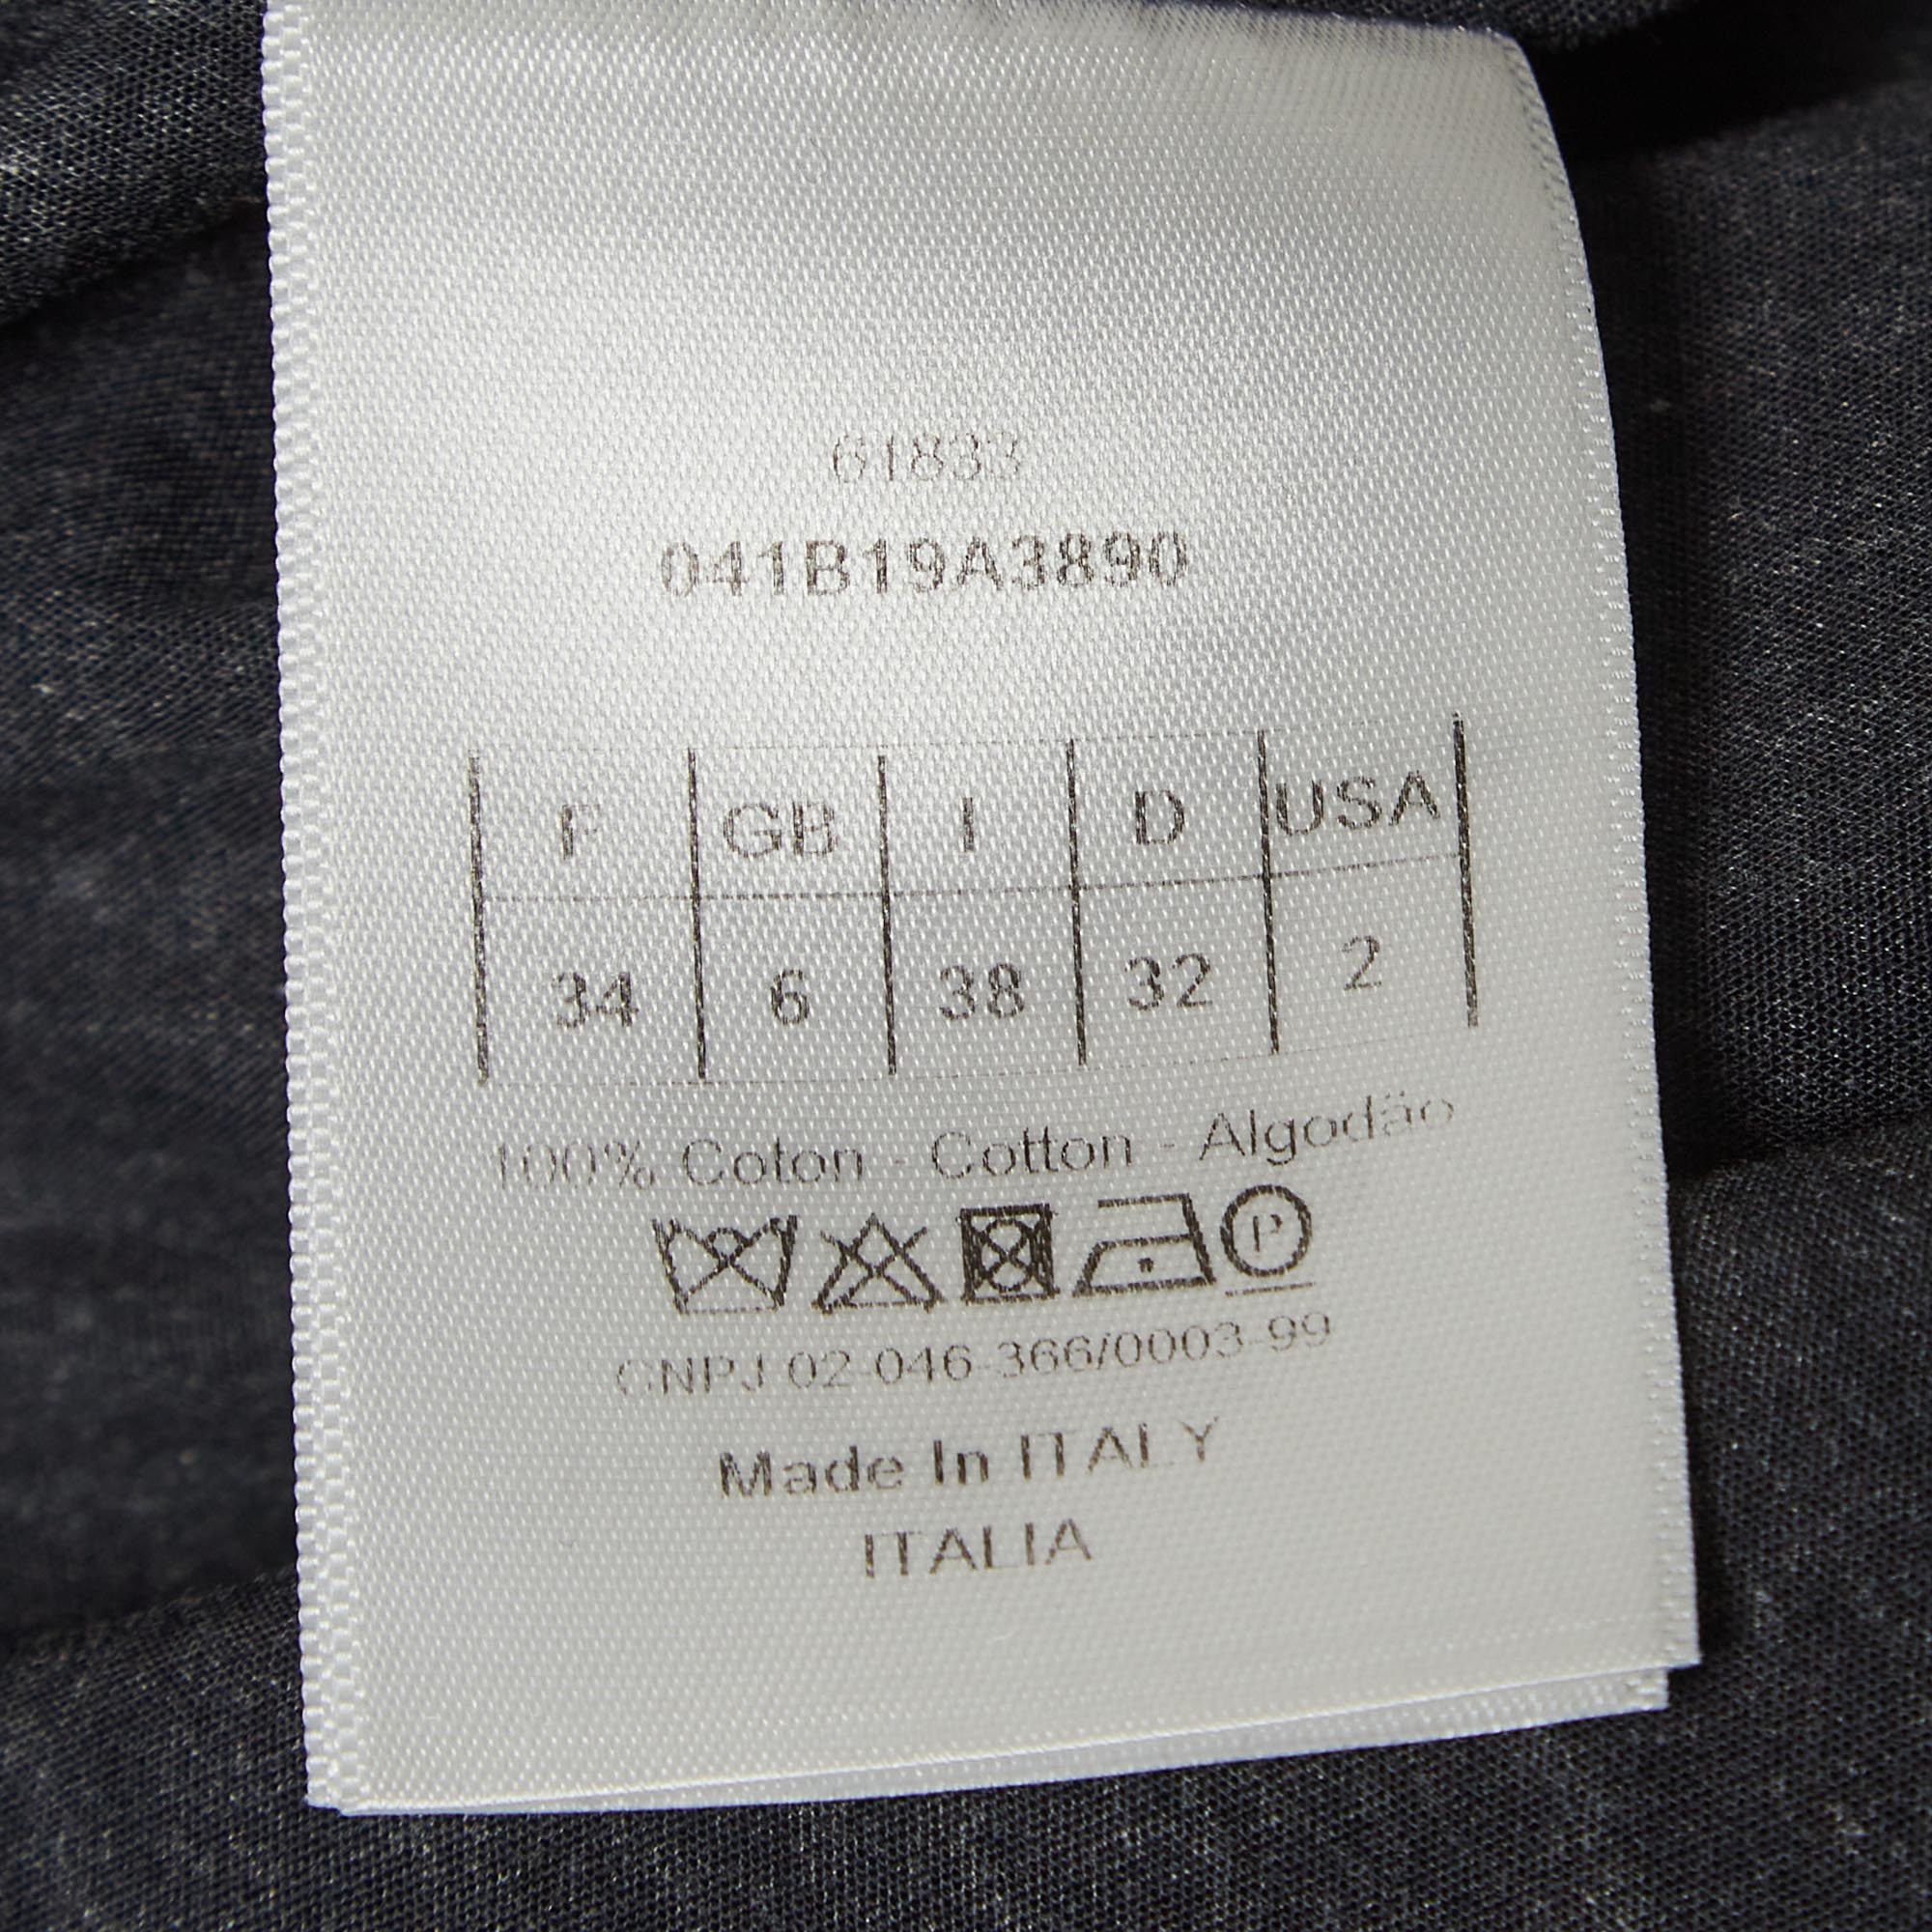 61833
041B19A3890
F GB I D USA
34 6 38 32 2
100% Coton - Cotton - Algodão
P
CNPJ 02-046-366/0003-99
Made In ITALY
ITALIA